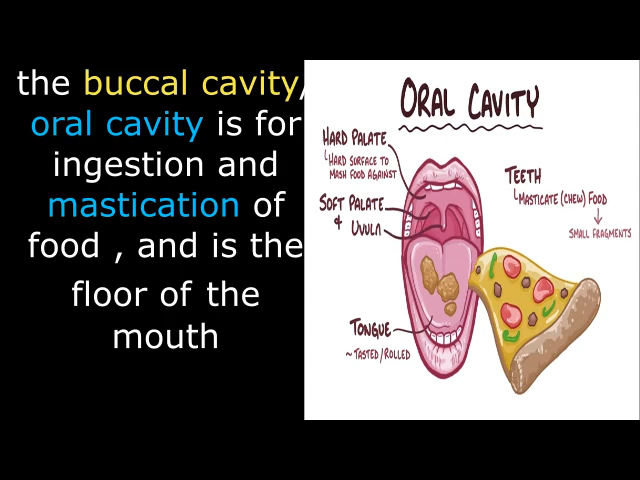 the buccal cavity/
oral cavity is for
ingestion and
mastication of
food , and is the
floor of the
mouth
ORAL CAVITY
HARD PALATE
HARD SURFACE TO
MASH FOOD AGAINST
SOFT PALATE
& UVULA
TONGUE
~ TASTED/ROLLED
TEETH
MASTICATE (CHEW) FOOD
SMALL FRAGMENTS